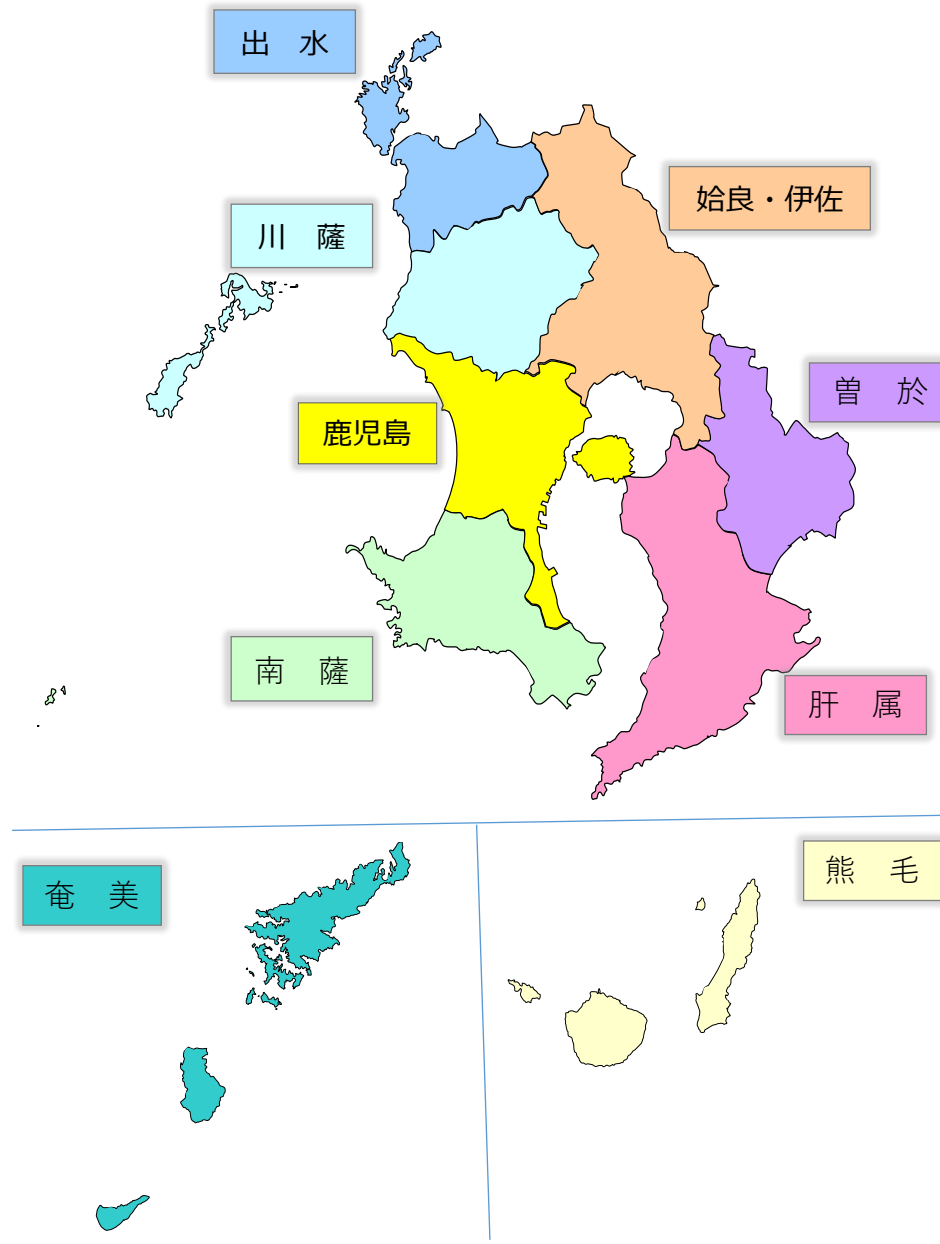 出　水
姶良・伊佐
川　薩
曽　於
鹿児島
南　薩
肝　属
奄　美
熊　毛